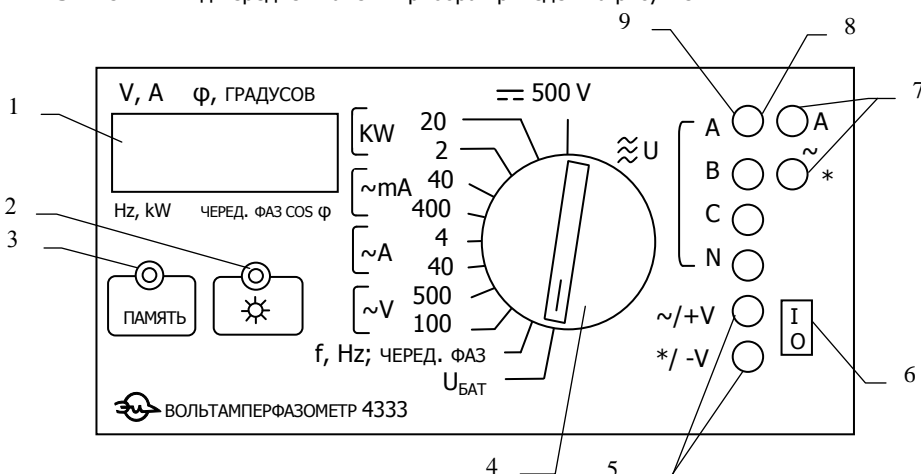 9
8
7
1
2
3
V, A φ, ГРАДУСОВ
Hz, kW ЧЕРЕД. ФАЗ COS φ
ПАМЯТЬ
KW 20
2
~mA 40
400
~A 4
40
~V 500
100
f, Hz; ЧЕРЕД. ФАЗ
UБАТ
500 V
U
A
B
C
N
A
~
*
~/+V
*/ -V
I
O
6
ВОЛЬТАМПЕРФАЗОМЕТР 4333
4
5